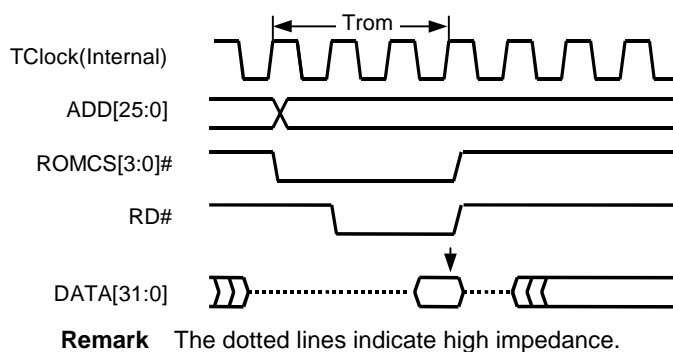 Trom
TClock(Internal)
ADD[25:0]
ROMCS[3:0]#
RD#
DATA[31:0]
Remark The dotted lines indicate high impedance.